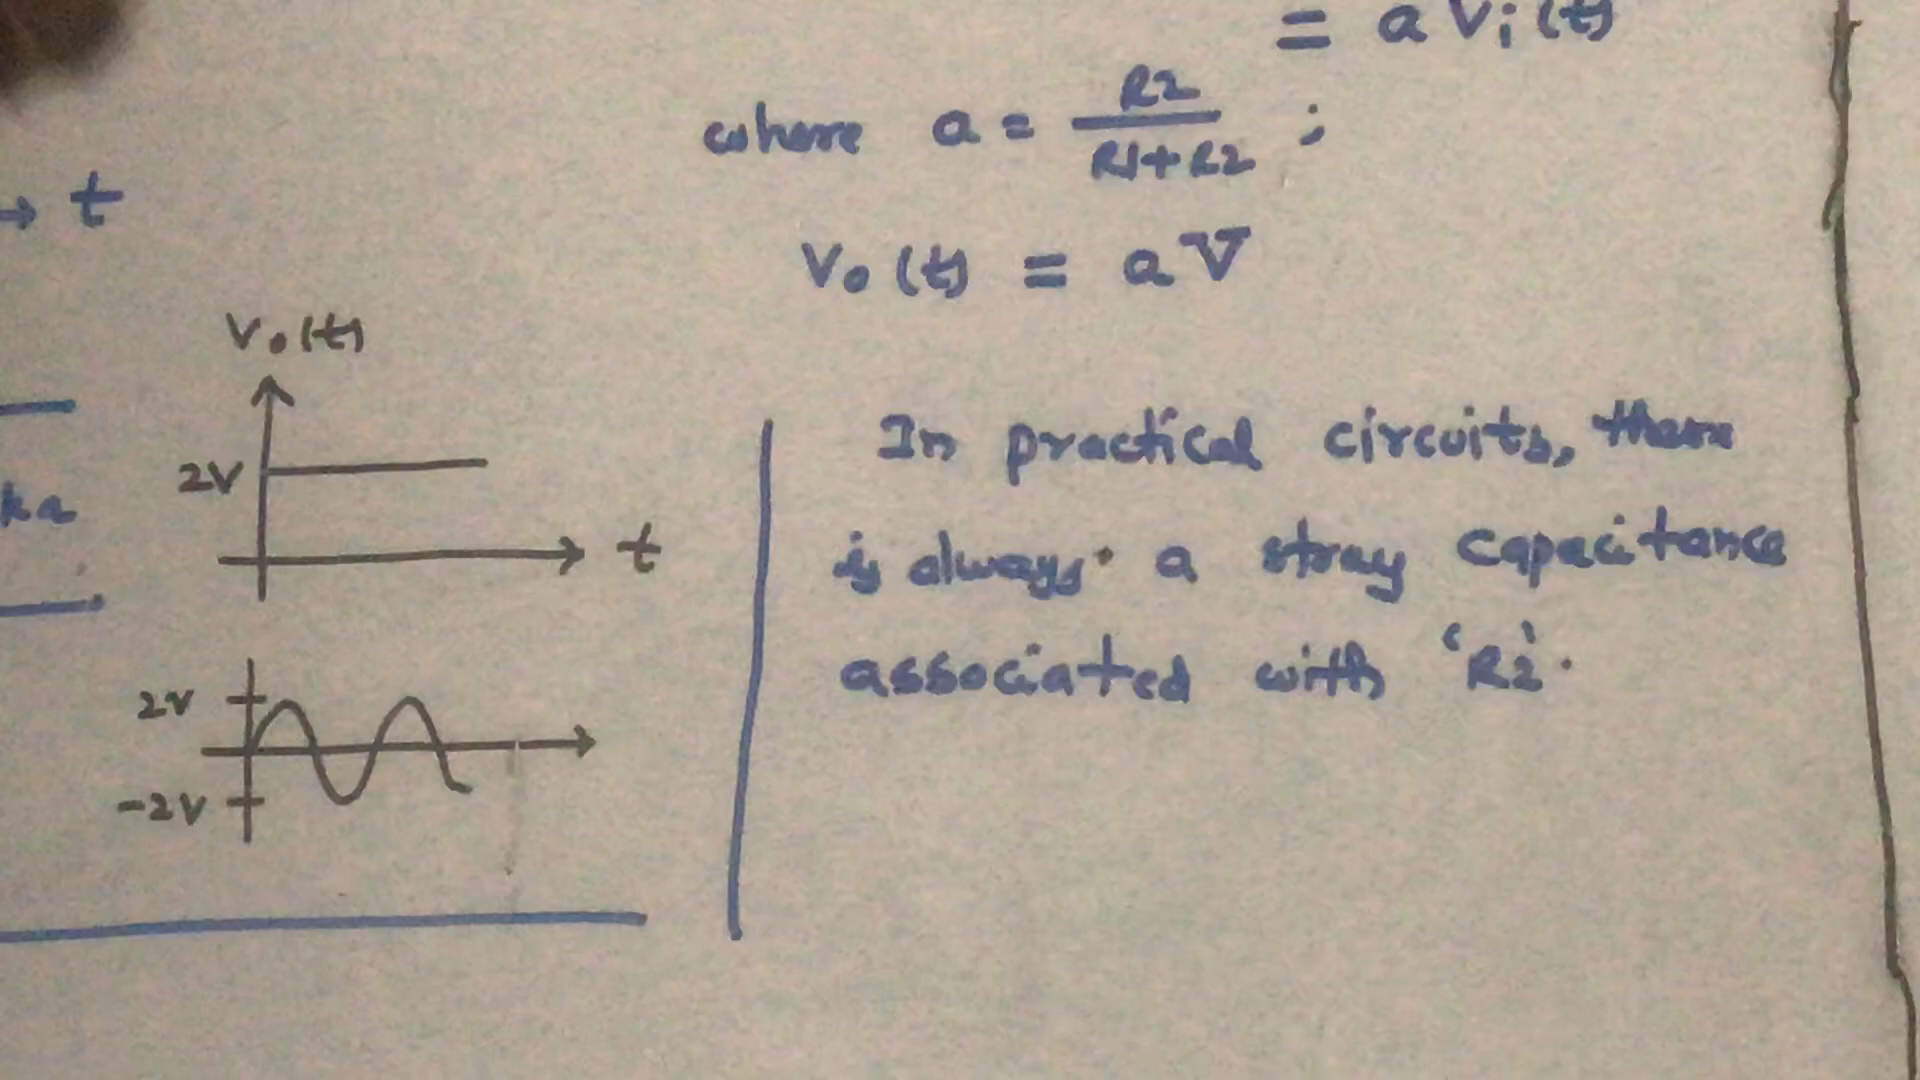 = a Vi(t)
where a = R2 / R1+R2 ;
→ t
Vo(t) = a V
Vo(t)
2V
t
2V
-2V
In practical circuits, there
is always a stray capacitance
associated with 'R2'.